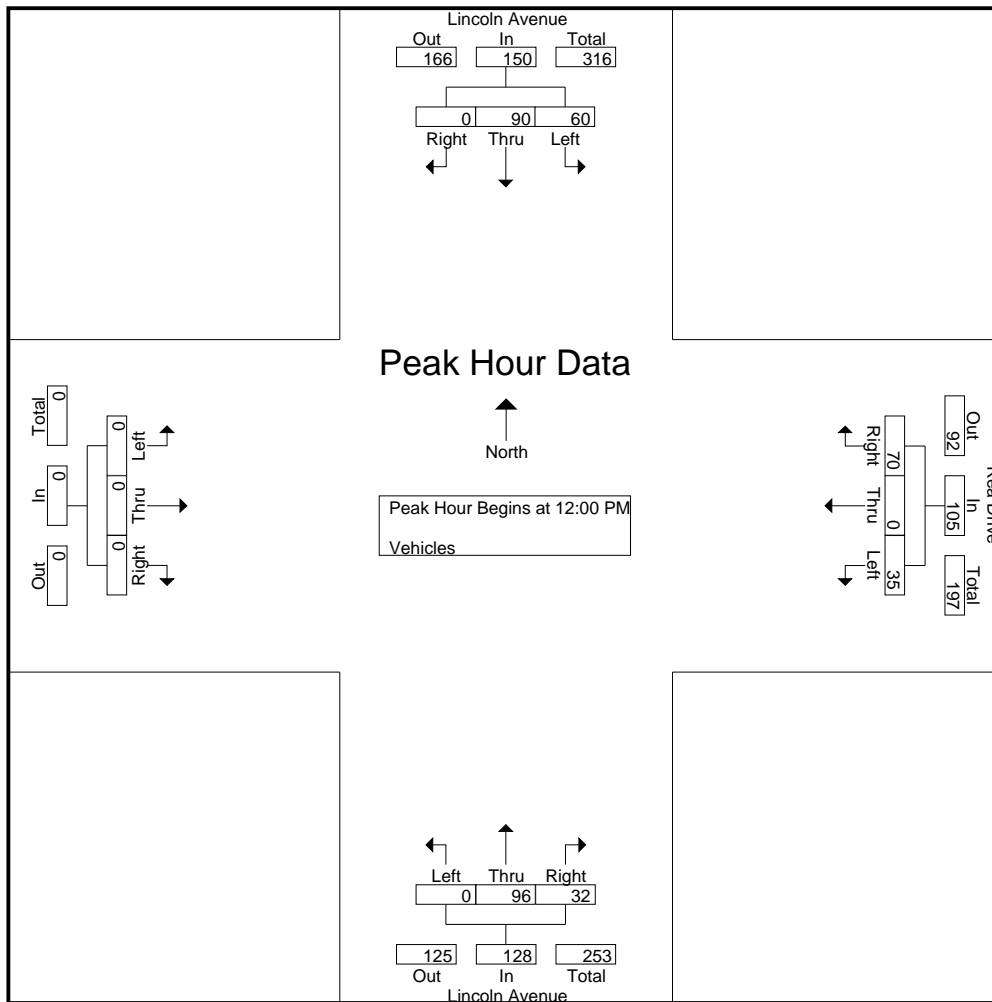 Lincoln Avenue
Out In Total
166 150 316
0 90 60
Right Thru Left
Peak Hour Data
North
Peak Hour Begins at 12:00 PM
Vehicles
Total In Out
0 0 0
0 0 0
Left Thru Right
Right Thru Left
70 0 35
Out In Total
92 105 197
Drive
Left Thru Right
0 96 32
125 128 253
Out In Total
Lincoln Avenue